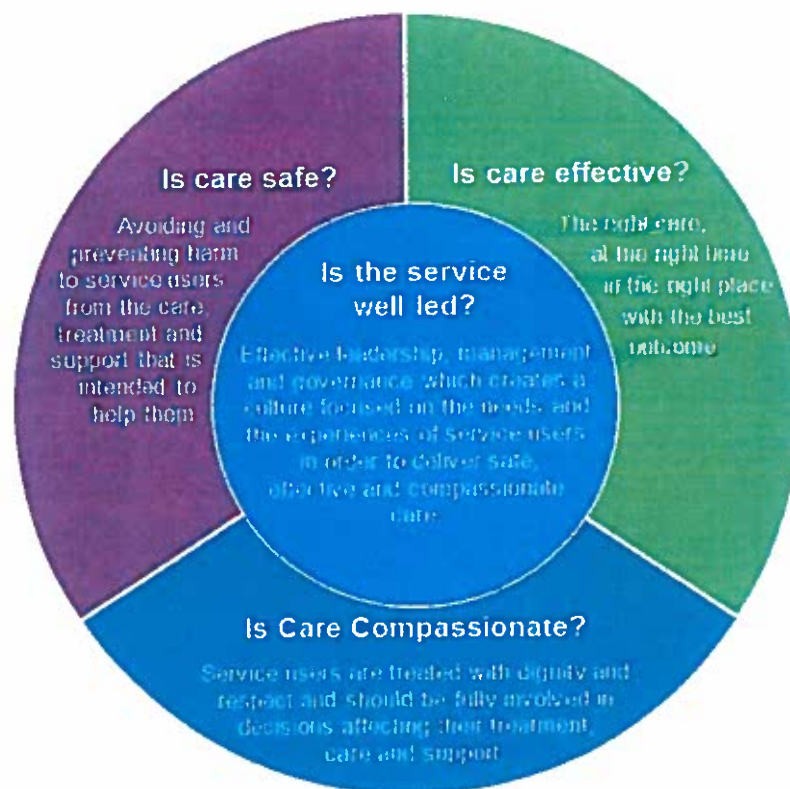 Is care safe?
Avoiding and
preventing harm
to service users
from the care,
treatment and
support that is
intended to
help them
Is care effective?
The right care,
at the right time
in the right place
with the best
outcome
Is the service
well led?
Effective leadership, management
and governance which creates a
culture focused on the needs and
the experiences of service users
in order to deliver safe,
effective and compassionate
care
Is Care Compassionate?
Service users are treated with dignity and
respect and should be fully involved in
decisions affecting their treatment,
care and support